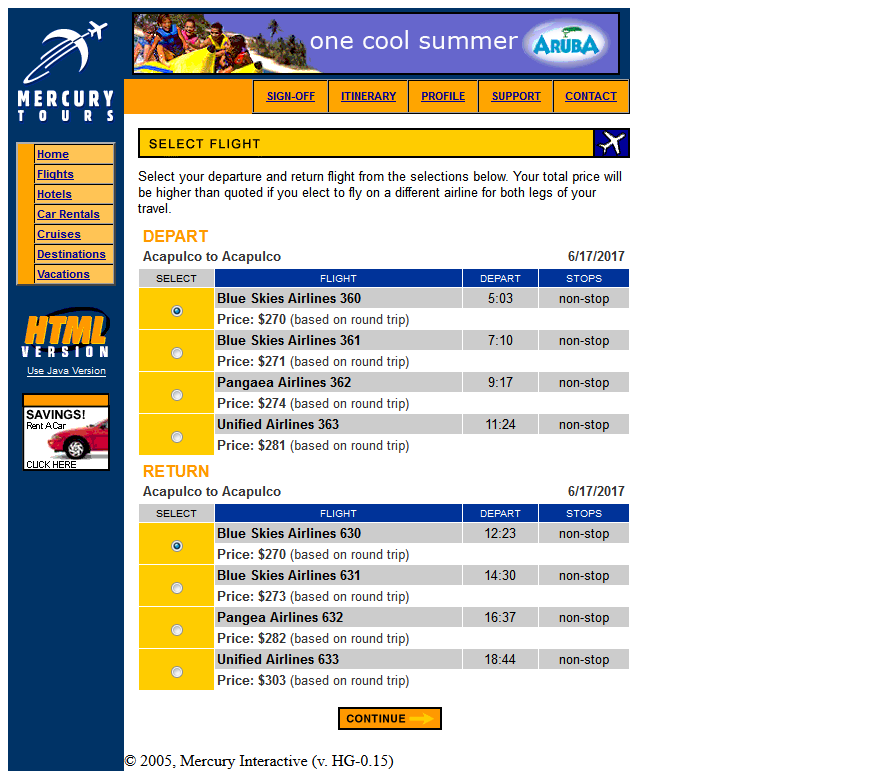 one cool summer ARUBA
MERCURY
TOURS
SIGN-OFF ITINERARY PROFILE SUPPORT CONTACT
Home
Flights
Hotels
Car Rentals
Cruises
Destinations
Vacations
HTML
VERSION
Use Java Version
SAVINGS!
Rent A Car
CLICK HERE
SELECT FLIGHT
Select your departure and return flight from the selections below. Your total price will
be higher than quoted if you elect to fly on a different airline for both legs of your
travel.
DEPART
Acapulco to Acapulco 6/17/2017
SELECT FLIGHT DEPART STOPS
Blue Skies Airlines 360 5:03 non-stop
Price: $270 (based on round trip)
Blue Skies Airlines 361 7:10 non-stop
Price: $271 (based on round trip)
Pangaea Airlines 362 9:17 non-stop
Price: $274 (based on round trip)
Unified Airlines 363 11:24 non-stop
Price: $281 (based on round trip)
RETURN
Acapulco to Acapulco 6/17/2017
SELECT FLIGHT DEPART STOPS
Blue Skies Airlines 630 12:23 non-stop
Price: $270 (based on round trip)
Blue Skies Airlines 631 14:30 non-stop
Price: $273 (based on round trip)
Pangea Airlines 632 16:37 non-stop
Price: $282 (based on round trip)
Unified Airlines 633 18:44 non-stop
Price: $303 (based on round trip)
CONTINUE
© 2005, Mercury Interactive (v. HG-0.15)